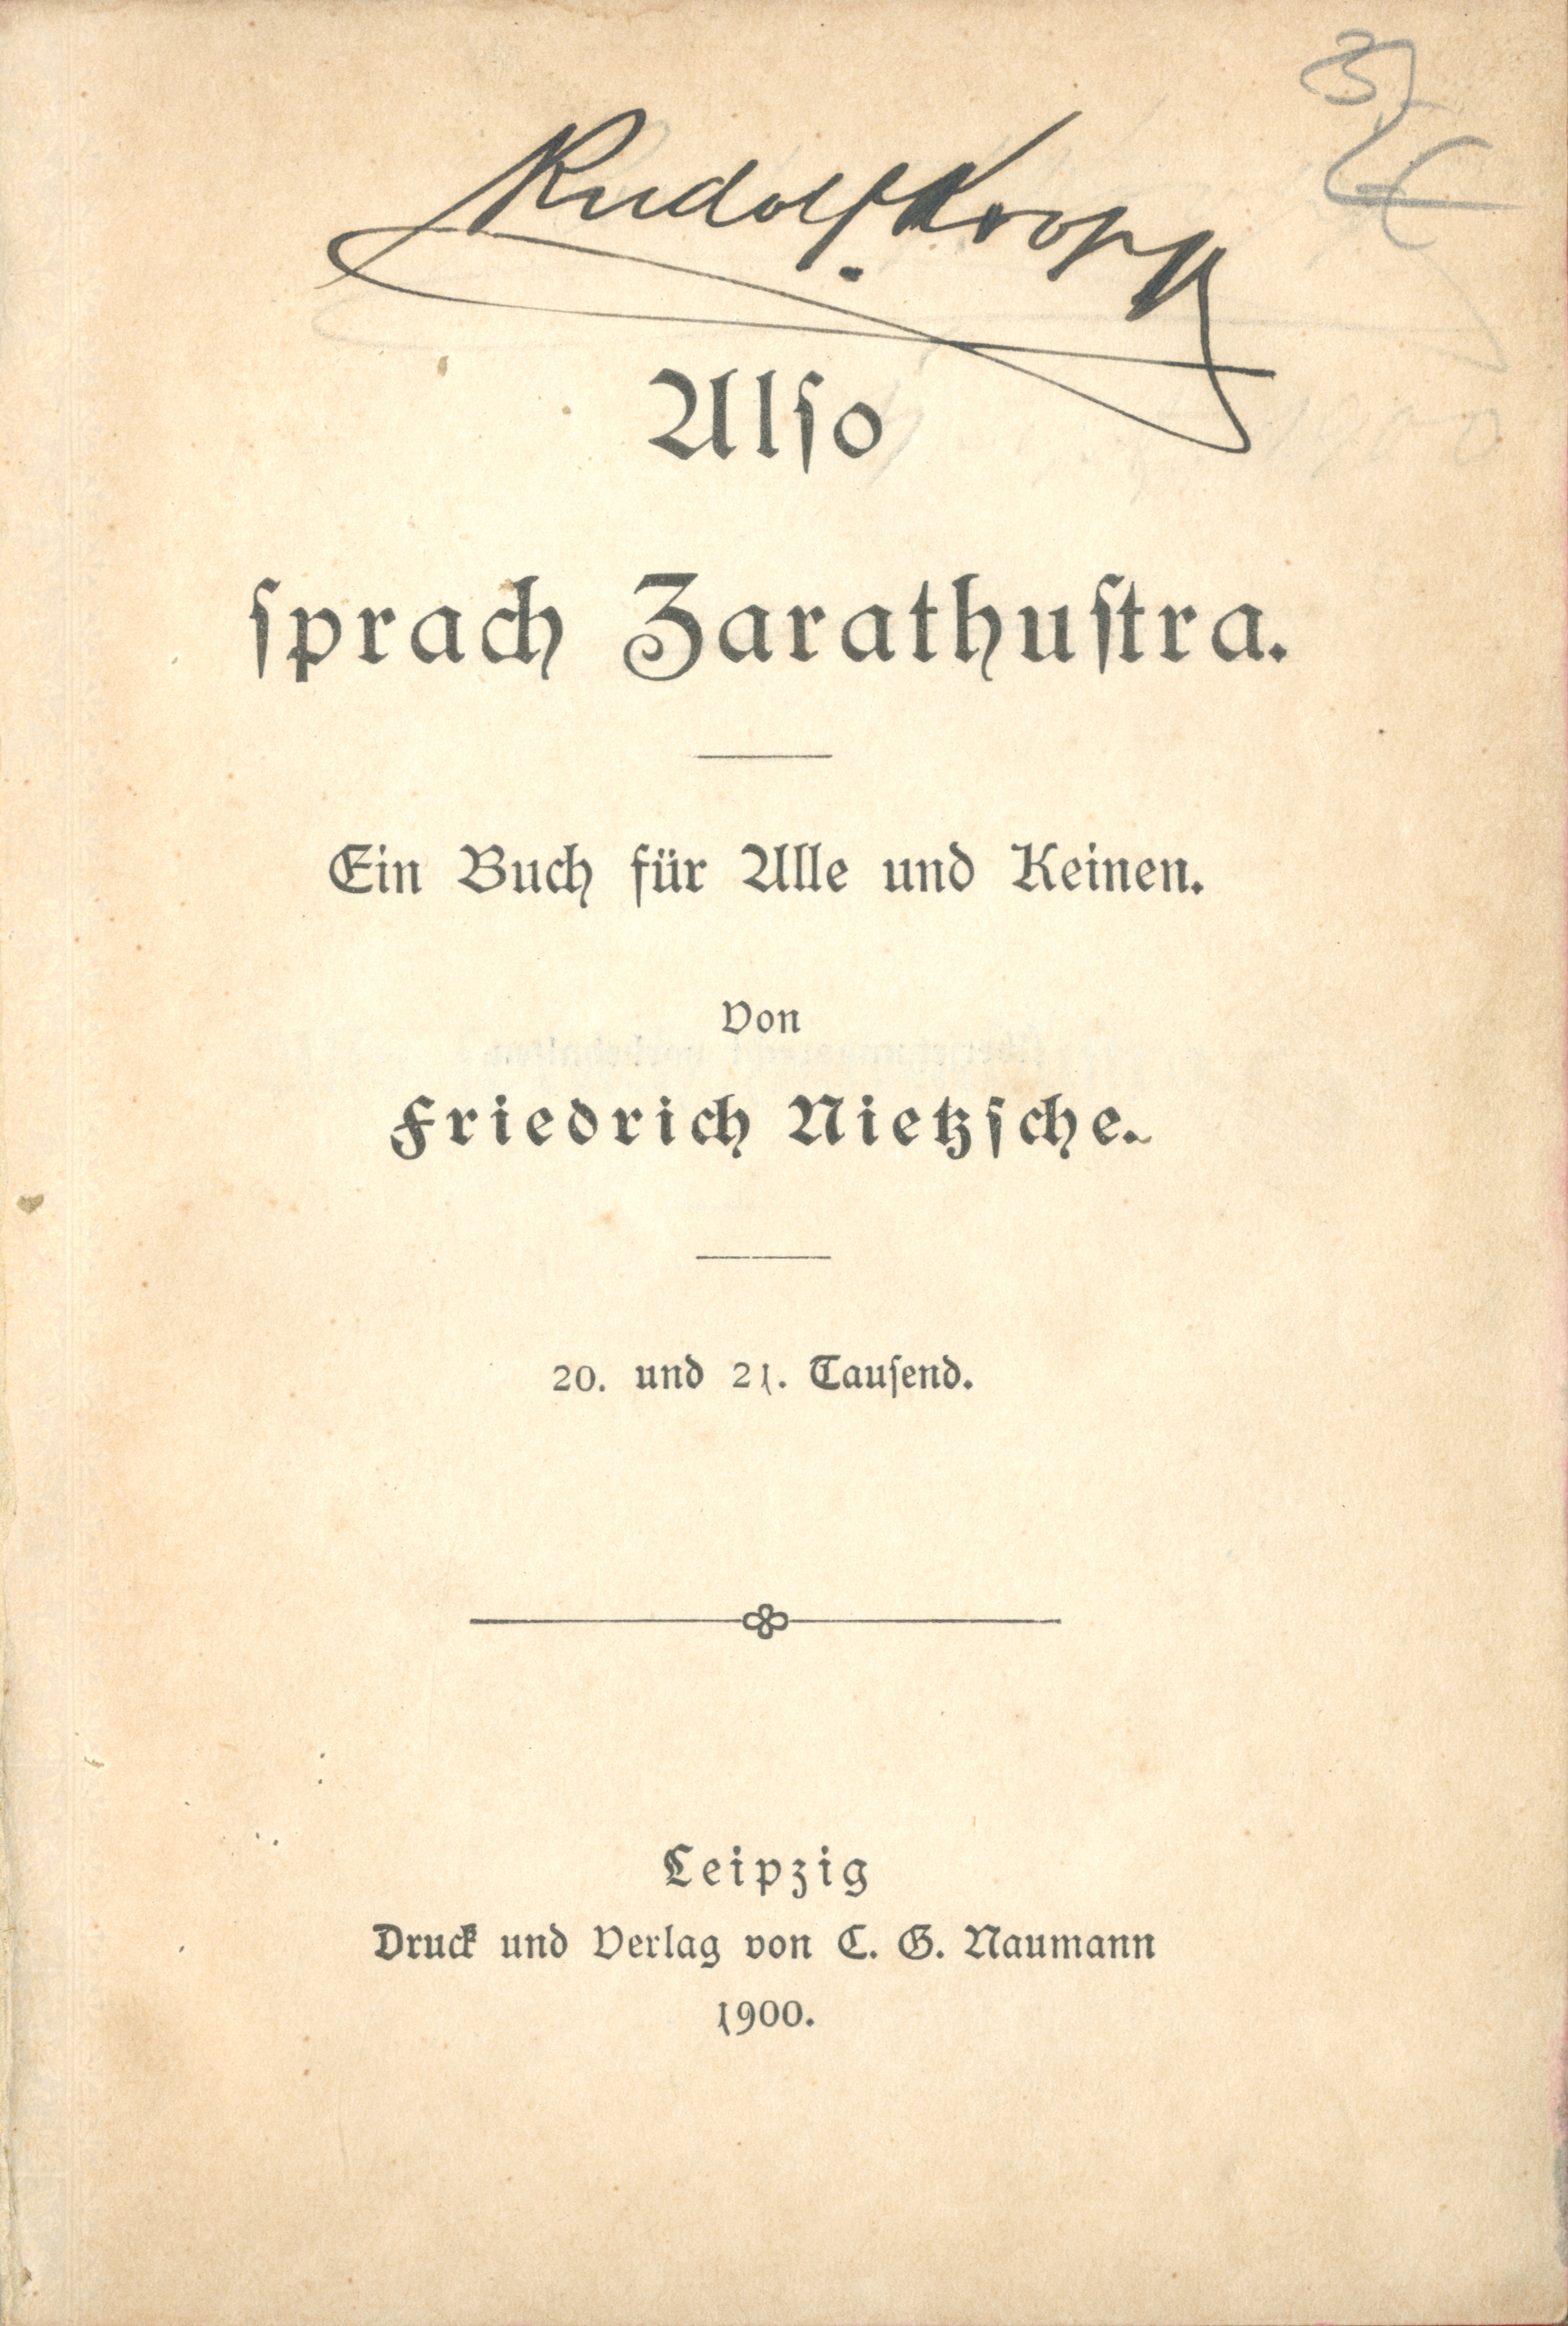 Rudolf Kropp
Also
sprach Zarathustra.
Ein Buch für Alle und Keinen.
Von
Friedrich Nietzsche.
20. und 21. Tausend.
Leipzig
Druck und Verlag von C. G. Naumann
1900.